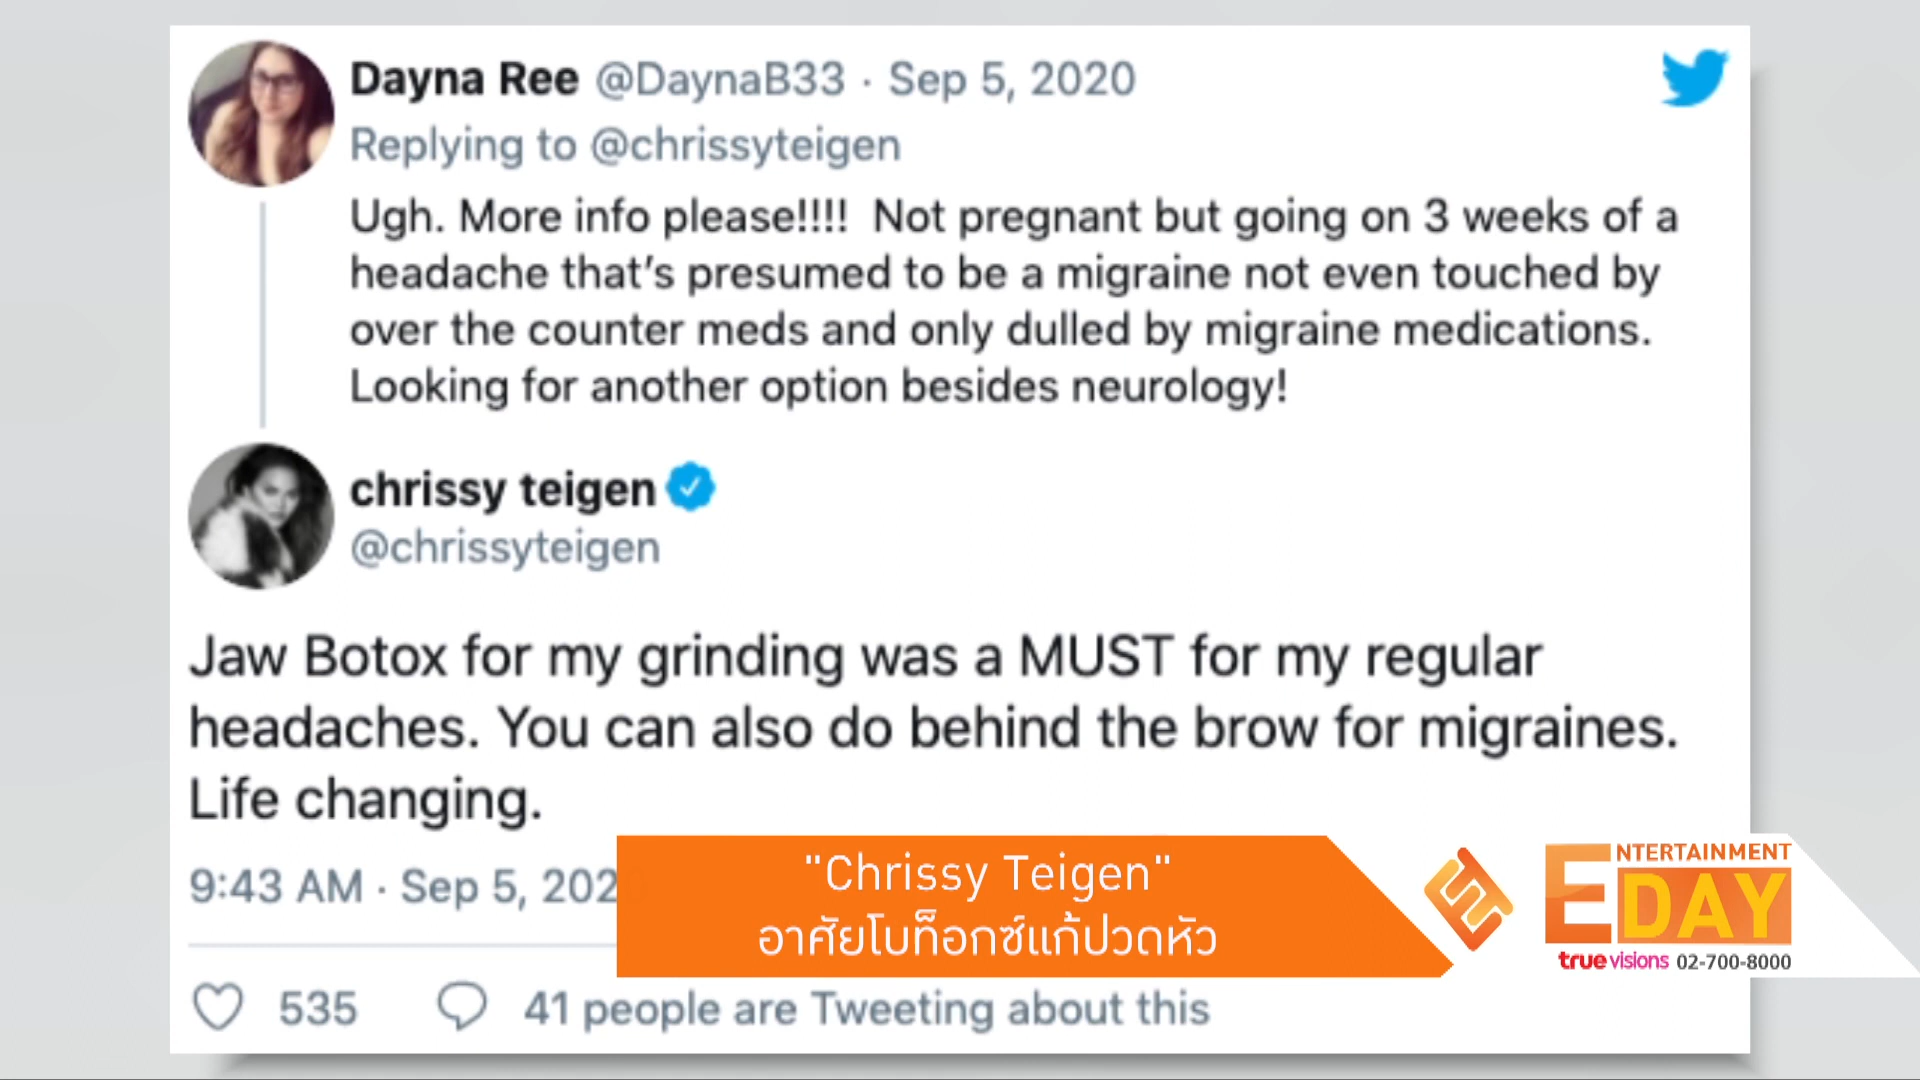 Dayna Ree @DaynaB33 · Sep 5, 2020
Replying to @chrissyteigen
Ugh. More info please!!!!  Not pregnant but going on 3 weeks of a
headache that's presumed to be a migraine not even touched by
over the counter meds and only dulled by migraine medications.
Looking for another option besides neurology!
chrissy teigen
@chrissyteigen
Jaw Botox for my grinding was a MUST for my regular
headaches. You can also do behind the brow for migraines.
Life changing.
9:43 AM · Sep 5, 202
"Chrissy Teigen"
อาศัยโบท็อกซ์แก้ปวดหัว
ENTERTAINMENT
DAY
truevisions 02-700-8000
535
41 people are Tweeting about this